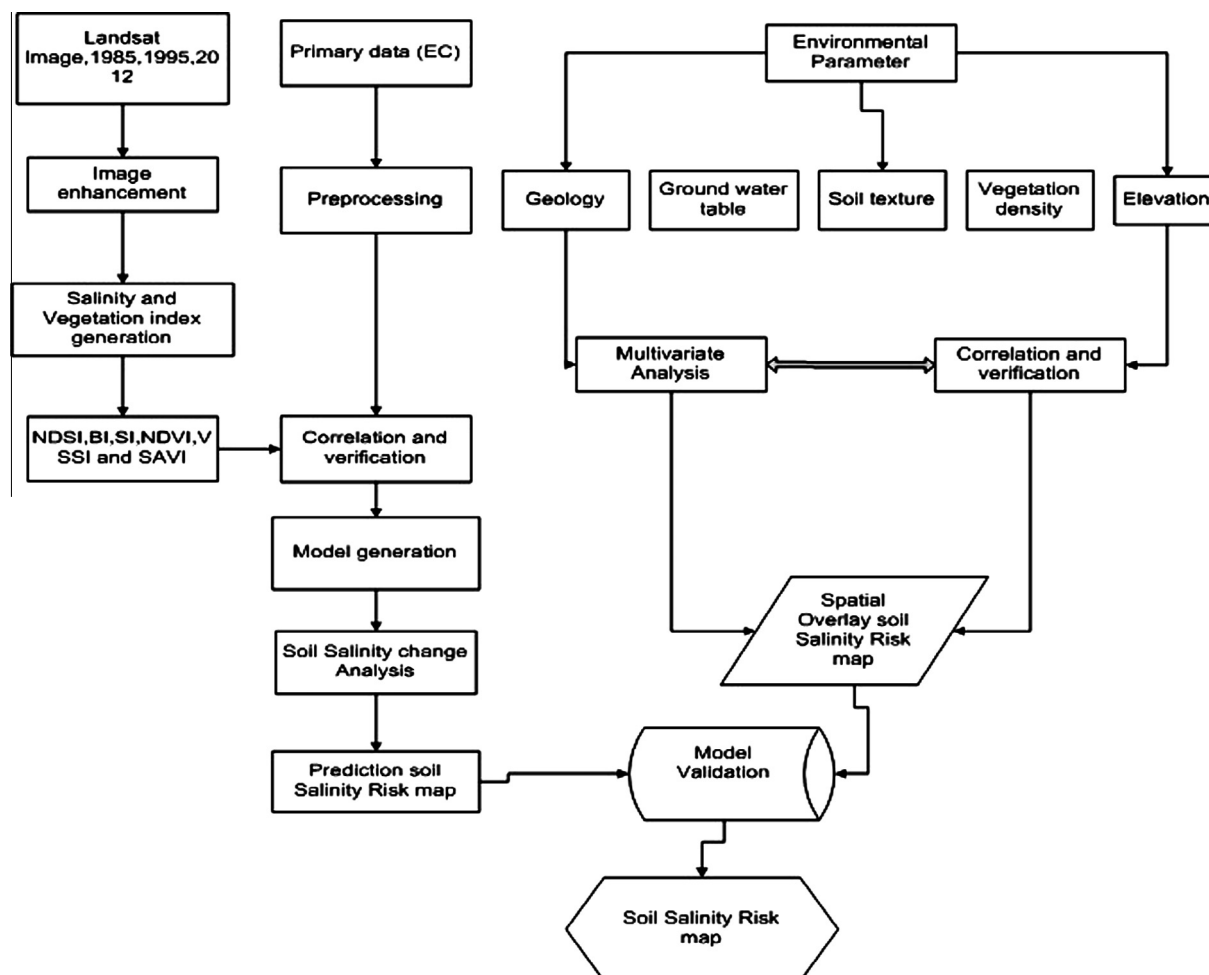 Landsat
Image,1985,1995,20
12
Primary data (EC)
Environmental
Parameter
Image
enhancement
Preprocessing
Geology
Ground water
table
Soil texture
Vegetation
density
Elevation
Salinity and
Vegetation index
generation
Multivariate
Analysis
Correlation and
verification
NDSI,BI,SI,NDVI,V
SSI and SAVI
Correlation and
verification
Model generation
Soil Salinity change
Analysis
Spatial
Overlay soil
Salinity Risk
map
Prediction soil
Salinity Risk map
Model
Validation
Soil Salinity Risk
map